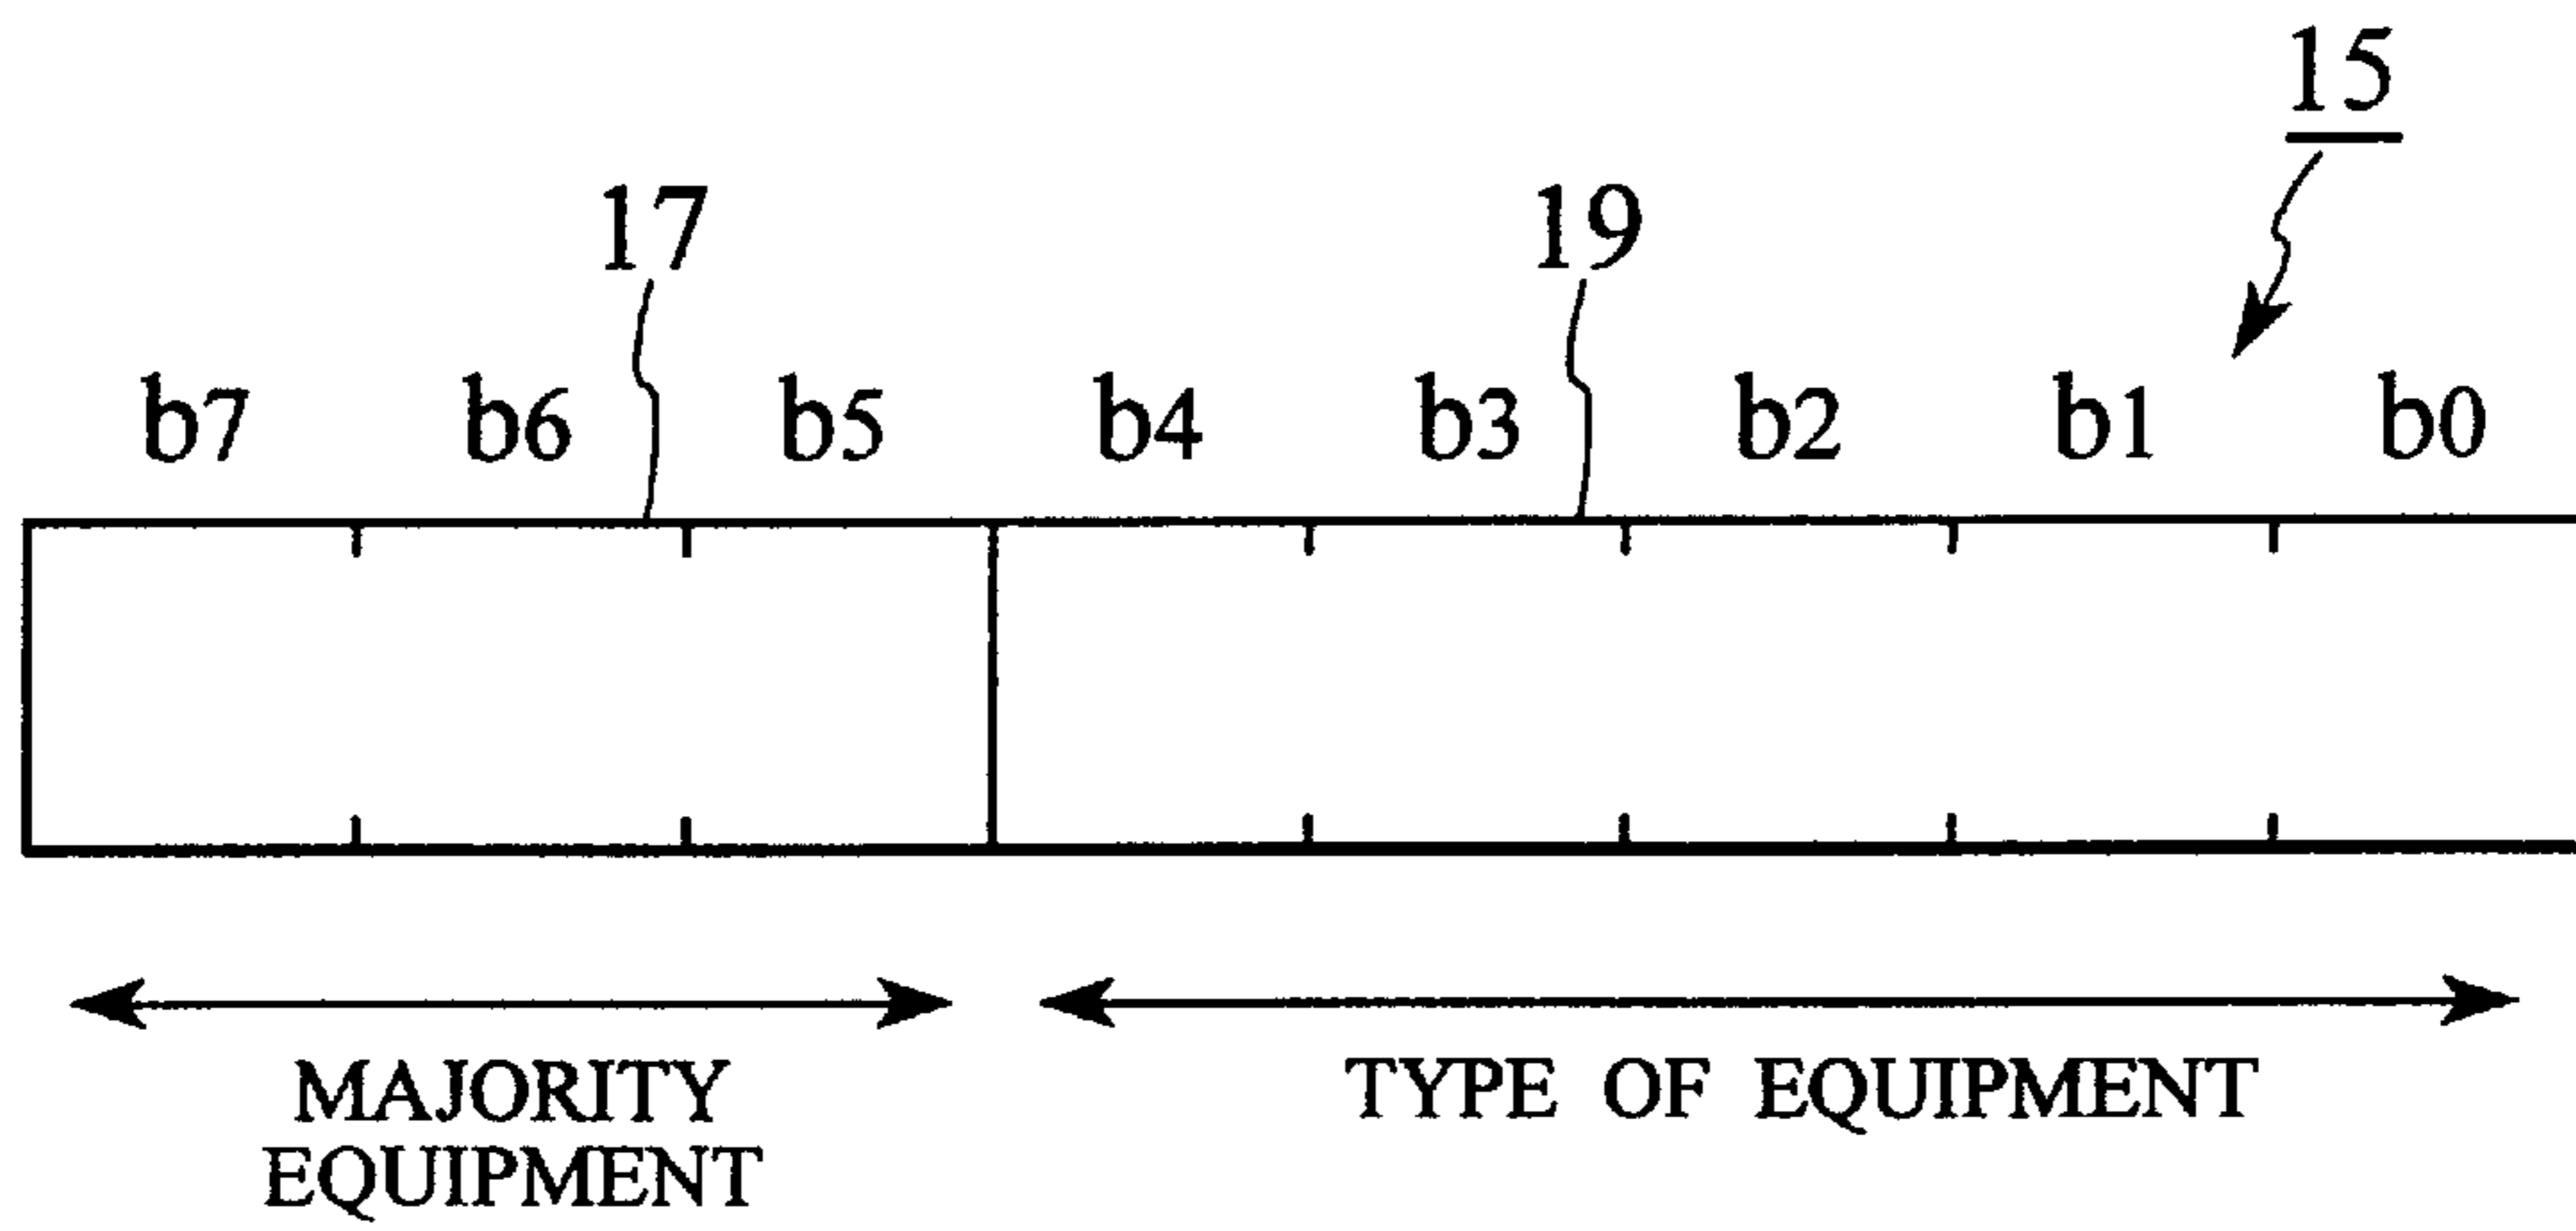 15
17 19
b7 b6 b5 b4 b3 b2 b1 b0
MAJORITY
EQUIPMENT
TYPE OF EQUIPMENT